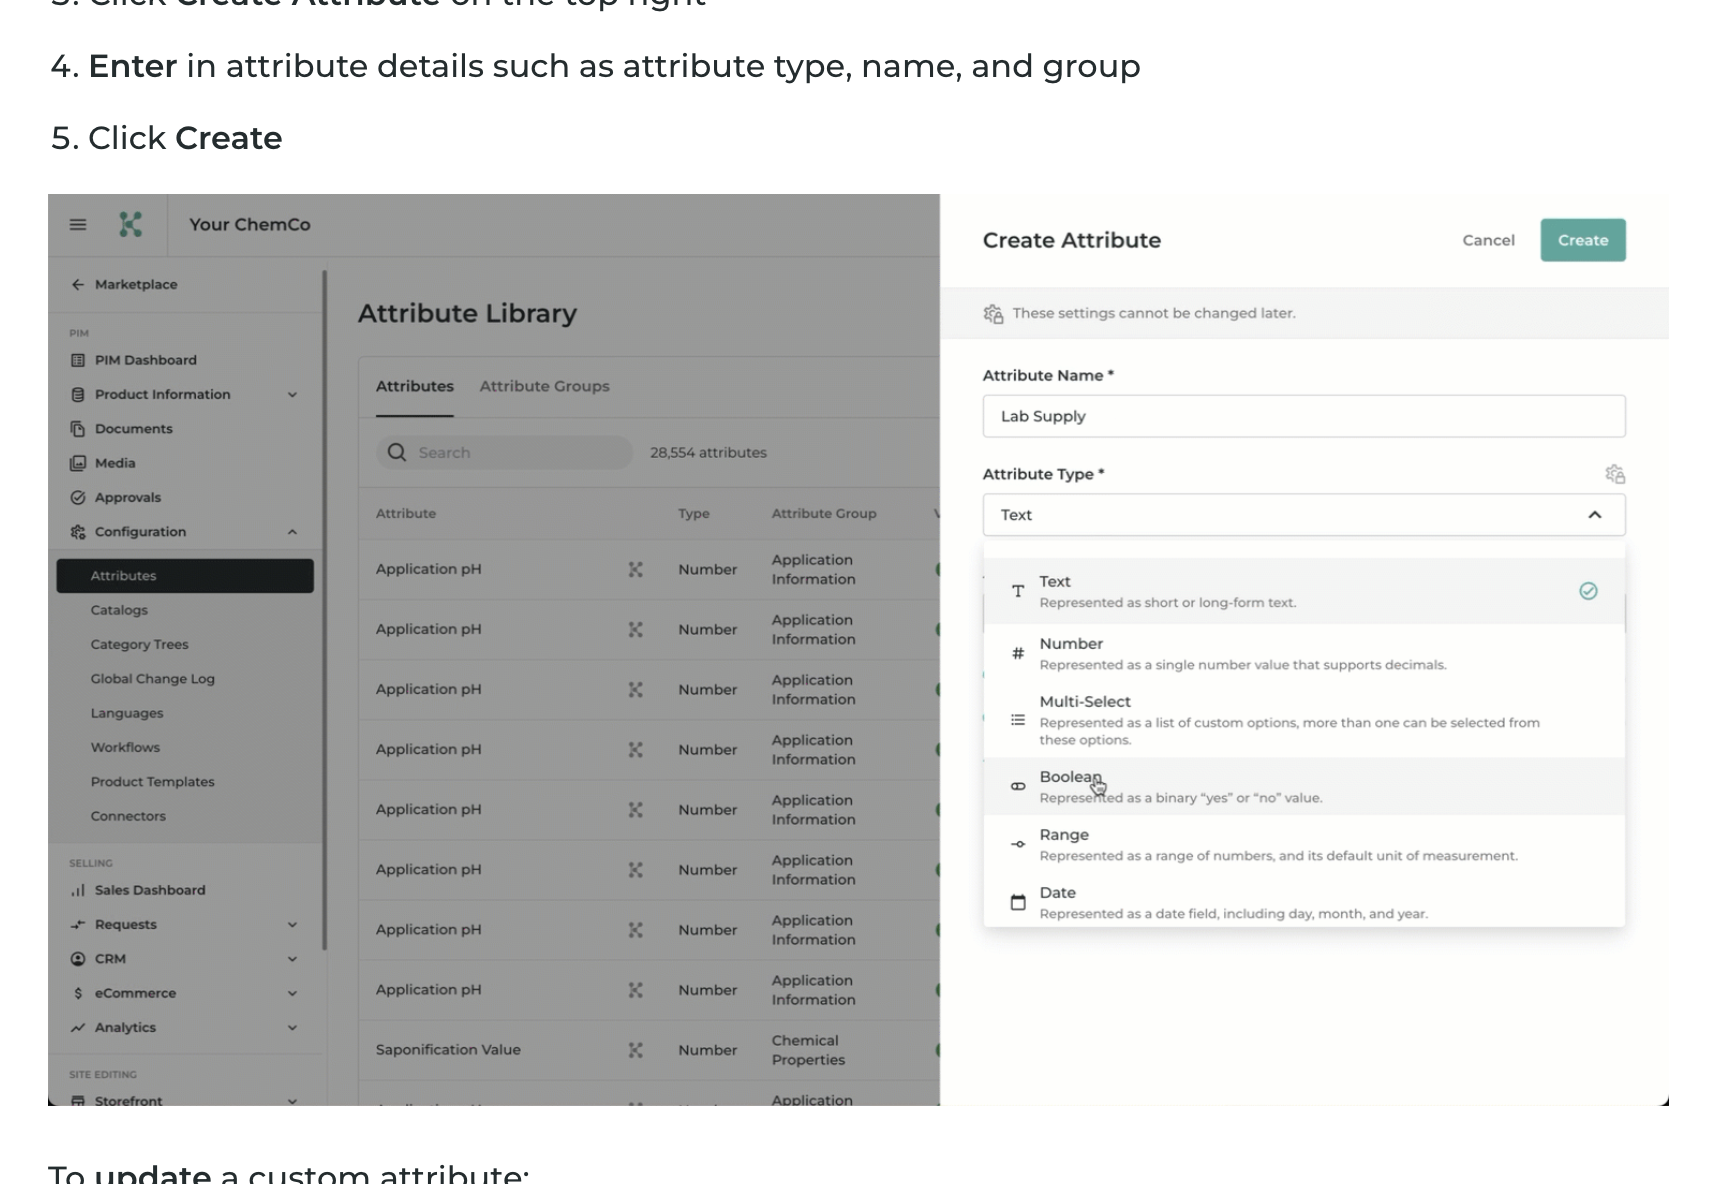 3. Click Create Attribute on the top right
4. Enter in attribute details such as attribute type, name, and group
5. Click Create
Your ChemCo
Marketplace
PIM
PIM Dashboard
Product Information
Documents
Media
Approvals
Configuration
Attributes
Catalogs
Category Trees
Global Change Log
Languages
Workflows
Product Templates
Connectors
SELLING
Sales Dashboard
Requests
CRM
eCommerce
Analytics
SITE EDITING
Storefront
Attribute Library
Attributes Attribute Groups
Search 28,554 attributes
Attribute Type Attribute Group
Application pH Number Application
Information
Application pH Number Application
Information
Application pH Number Application
Information
Application pH Number Application
Information
Application pH Number Application
Information
Application pH Number Application
Information
Application pH Number Application
Information
Application pH Number Application
Information
Saponification Value Number Chemical
Properties
Application
Create Attribute Cancel Create
These settings cannot be changed later.
Attribute Name *
Lab Supply
Attribute Type *
Text
Text
Represented as short or long-form text.
Number
Represented as a single number value that supports decimals.
Multi-Select
Represented as a list of custom options, more than one can be selected from
these options.
Boolean
Represented as a binary “yes” or “no” value.
Range
Represented as a range of numbers, and its default unit of measurement.
Date
Represented as a date field, including day, month, and year.
To update a custom attribute: